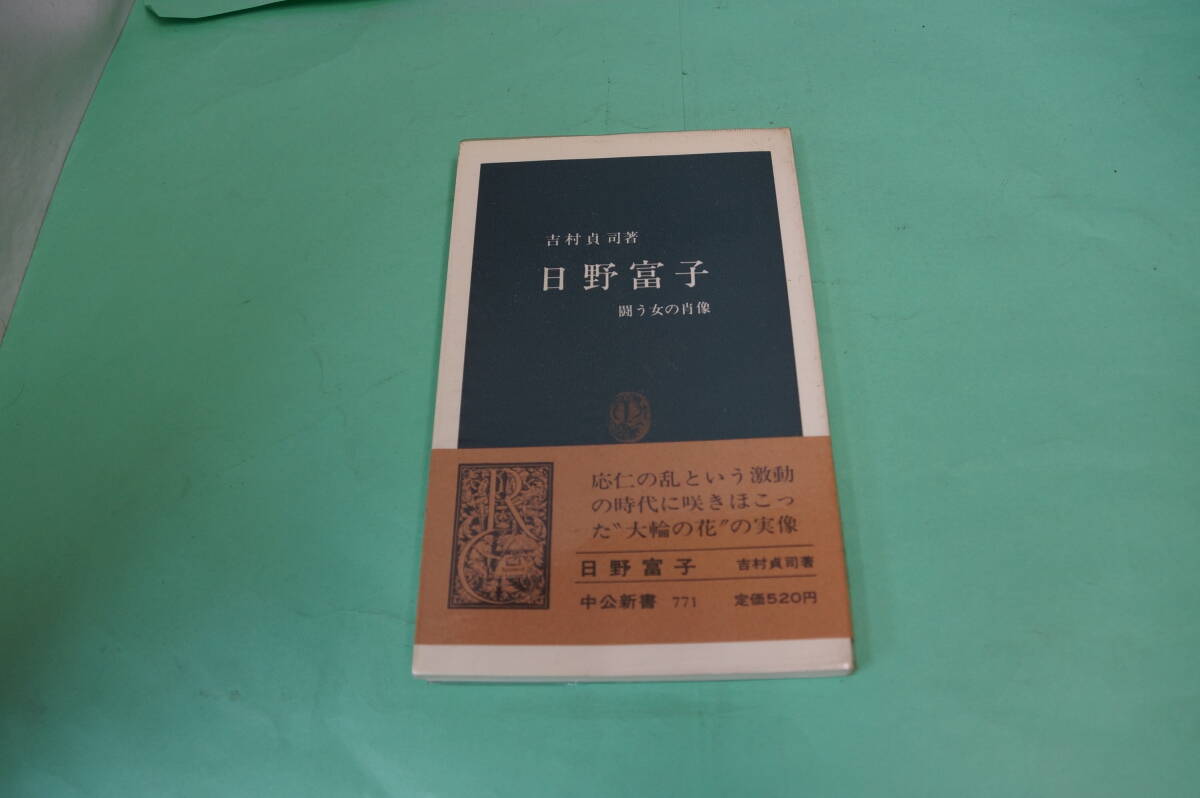 吉村貞司著
日野富子
闘う女の肖像
応仁の乱という激動
の時代に咲きほこっ
た〝大輪の花〟の実像
日野富子 吉村貞司著
中公新書 771 定価520円